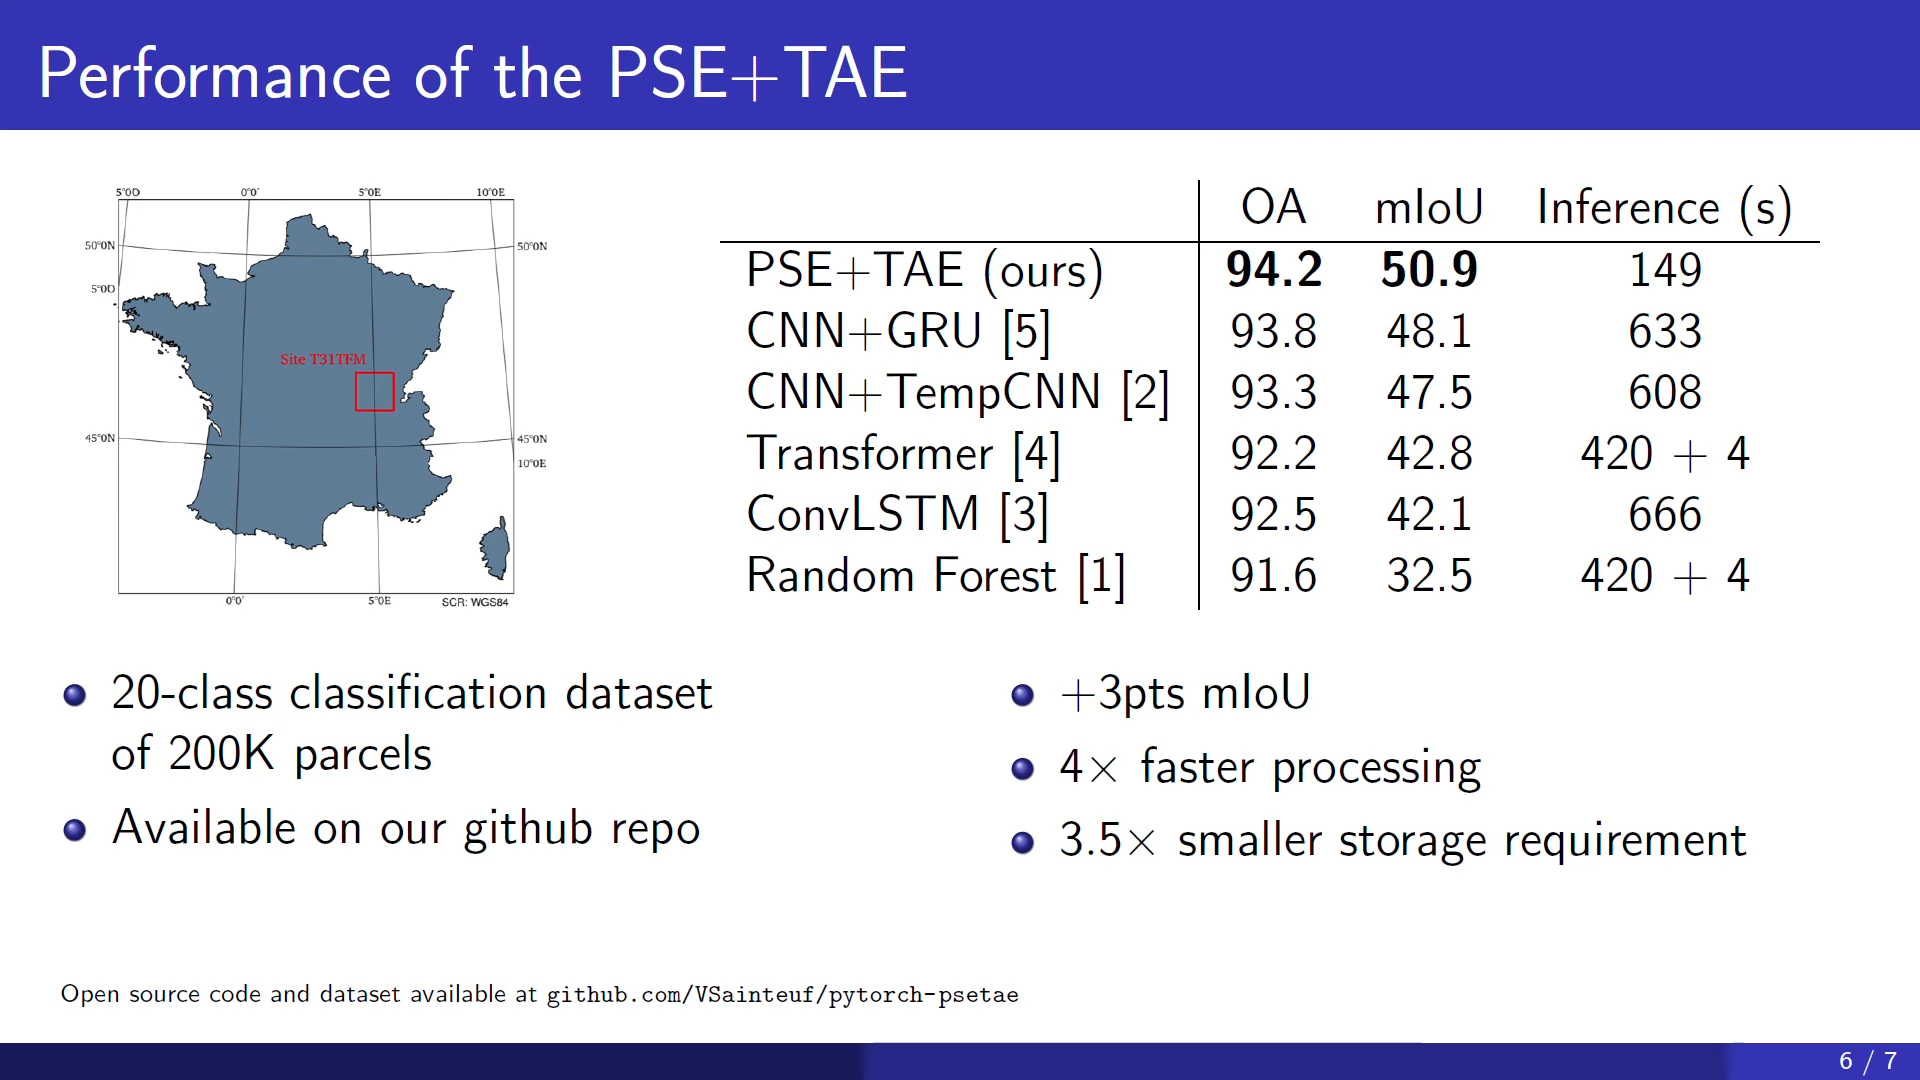 Performance of the PSE+TAE
5°0O 0°0′ 5°0E 10°0E
50°0N 50°0N
5°0O
Site T31TFM
45°0N 45°0N
10°0E
0°0′ 5°0E SCR: WGS84
OA mIoU Inference (s)
PSE+TAE (ours) 94.2 50.9 149
CNN+GRU [5] 93.8 48.1 633
CNN+TempCNN [2] 93.3 47.5 608
Transformer [4] 92.2 42.8 420 + 4
ConvLSTM [3] 92.5 42.1 666
Random Forest [1] 91.6 32.5 420 + 4
20-class classification dataset
of 200K parcels
Available on our github repo
+3pts mIoU
4× faster processing
3.5× smaller storage requirement
Open source code and dataset available at github.com/VSainteuf/pytorch-psetae
6 / 7